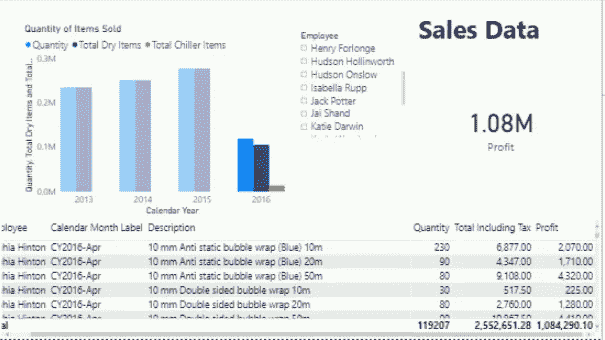 Sales Data
Quantity of Items Sold
Quantity Total Dry Items Total Chiller Items
Quantity, Total Dry Items and Total...
0.3M
0.2M
0.1M
0.0M
2013 2014 2015 2016
Calendar Year
Employee
Henry Forlonge
Hudson Hollinworth
Hudson Onslow
Isabella Rupp
Jack Potter
Jai Shand
Katie Darwin
1.08M
Profit
ployee Calendar Month Label Description Quantity Total Including Tax Profit
hia Hinton CY2016-Apr 10 mm Anti static bubble wrap (Blue) 10m 230 6,877.00 2,070.00
hia Hinton CY2016-Apr 10 mm Anti static bubble wrap (Blue) 20m 90 4,347.00 1,710.00
hia Hinton CY2016-Apr 10 mm Anti static bubble wrap (Blue) 50m 80 9,108.00 4,320.00
hia Hinton CY2016-Apr 10 mm Double sided bubble wrap 10m 30 517.50 225.00
hia Hinton CY2016-Apr 10 mm Double sided bubble wrap 20m 80 2,760.00 1,280.00
hia Hinton CY2016-Apr 10 mm Double sided bubble wrap 50m
al 119207 2,552,651.28 1,084,290.10